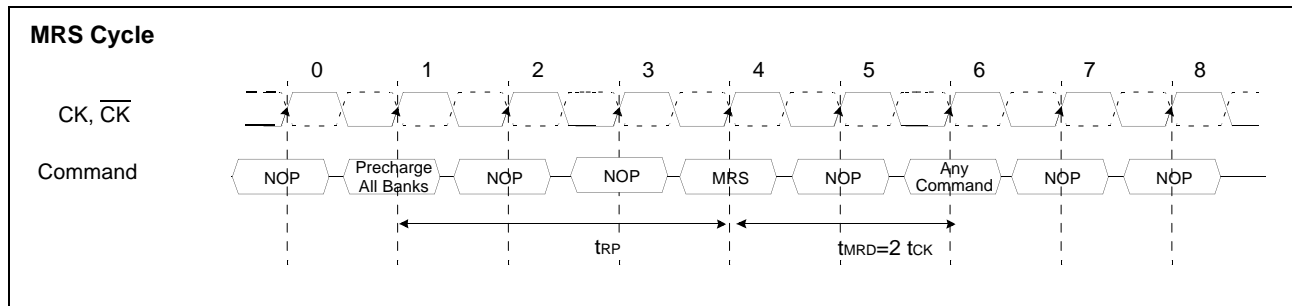 MRS Cycle
0 1 2 3 4 5 6 7 8
CK, C̅K̅
Command
NOP Precharge All Banks NOP NOP MRS NOP Any Command NOP NOP
tRP tMRD=2 tCK